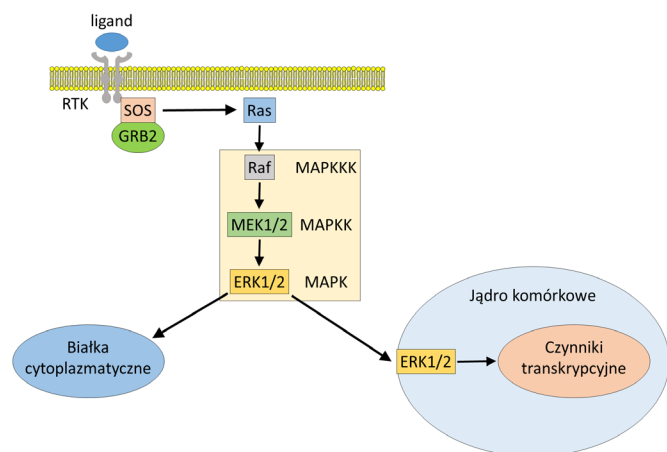 ligand
RTK
SOS
GRB2
Ras
Raf MAPKKK
MEK1/2 MAPKK
ERK1/2 MAPK
Jądro komórkowe
Białka
cytoplazmatyczne
ERK1/2
Czynniki
transkrypcyjne